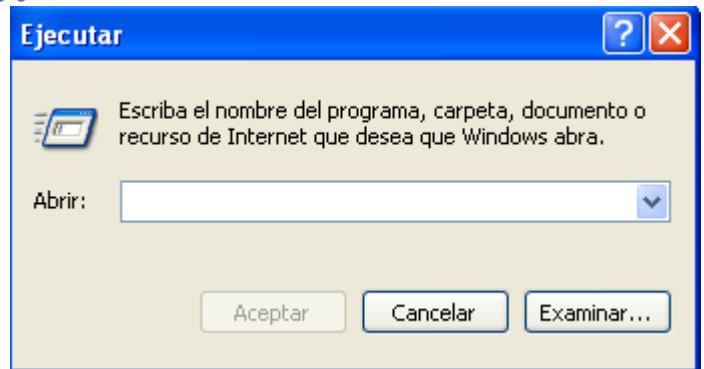 Ejecutar
Escriba el nombre del programa, carpeta, documento o
recurso de Internet que desea que Windows abra.
Abrir:
Aceptar
Cancelar
Examinar...